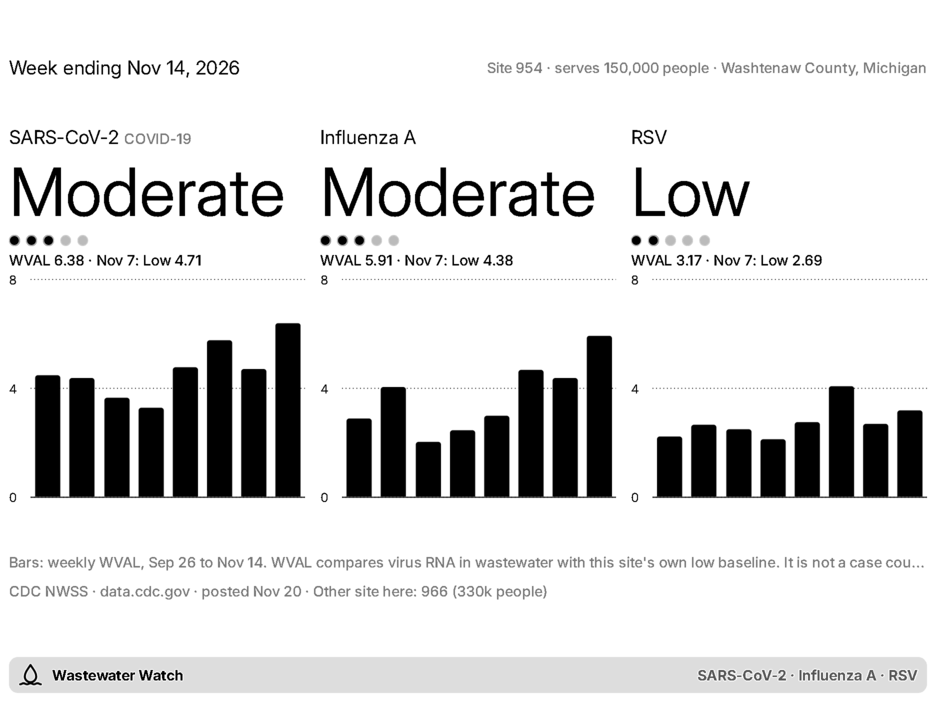 Week ending Nov 14, 2026
Site 954 · serves 150,000 people · Washtenaw County, Michigan
SARS-CoV-2 COVID-19
Moderate
WVAL 6.38 · Nov 7: Low 4.71
8
4
0
Influenza A
Moderate
WVAL 5.91 · Nov 7: Low 4.38
8
4
0
RSV
Low
WVAL 3.17 · Nov 7: Low 2.69
8
4
0
Bars: weekly WVAL, Sep 26 to Nov 14. WVAL compares virus RNA in wastewater with this site's own low baseline. It is not a case cou...
CDC NWSS · data.cdc.gov · posted Nov 20 · Other site here: 966 (330k people)
Wastewater Watch
SARS-CoV-2 · Influenza A · RSV